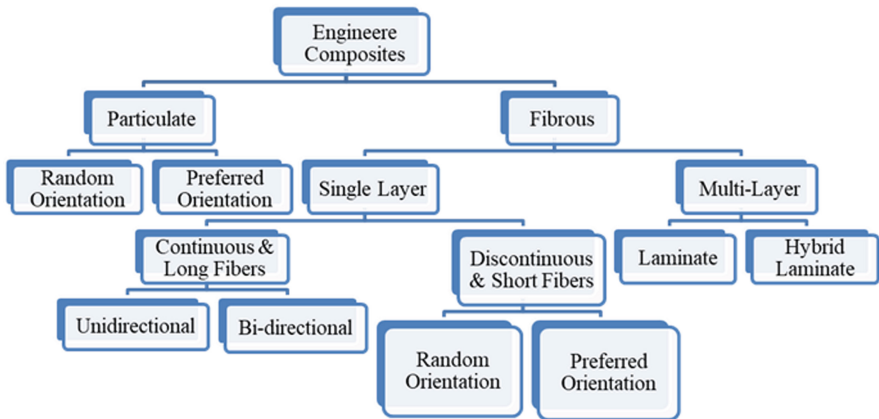 Engineere
Composites
Particulate
Fibrous
Random
Orientation
Preferred
Orientation
Single Layer
Multi-Layer
Continuous &
Long Fibers
Discontinuous
& Short Fibers
Laminate
Hybrid
Laminate
Unidirectional
Bi-directional
Random
Orientation
Preferred
Orientation